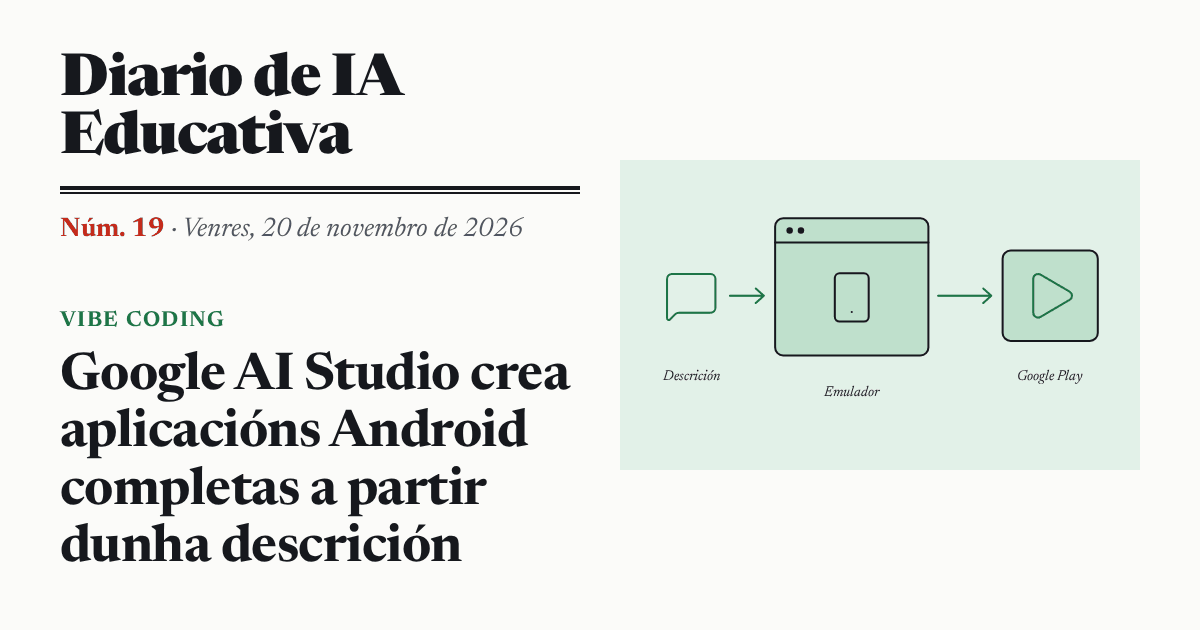 Diario de IA
Educativa
Núm. 19 · Venres, 20 de novembro de 2026
VIBE CODING
Google AI Studio crea
aplicacións Android
completas a partir
dunha descrición
Descrición
Emulador
Google Play